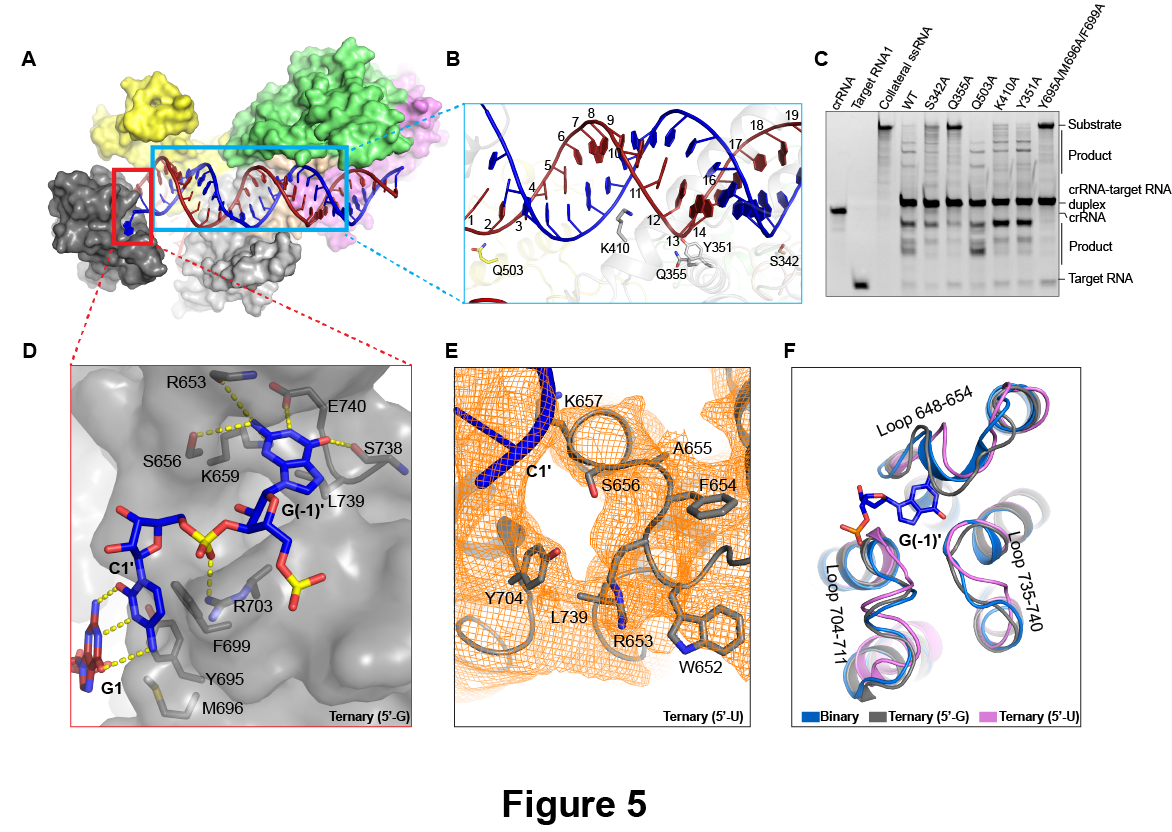 A
B
C
crRNA
Target RNA1
Collateral ssRNA
WT
S342A
Q355A
Q503A
K410A
Y351A
Y695A/M696A/F699A
Substrate
Product
crRNA-target RNA
duplex
crRNA
Product
Target RNA
1
2
3
4
5
6
7
8
9
10
11
12
13
14
16
17
18
19
K410
Q503
Y351
Q355
S342
D
R653
E740
S656
K659
S738
L739
G(-1)'
C1'
R703
F699
Y695
G1
M696
Ternary (5'-G)
E
K657
C1'
A655
S656
F654
Y704
L739
R653
W652
Ternary (5'-U)
F
Loop 648-654
G(-1)'
Loop 735-740
Loop 704-711
Binary Ternary (5'-G) Ternary (5'-U)
Figure 5